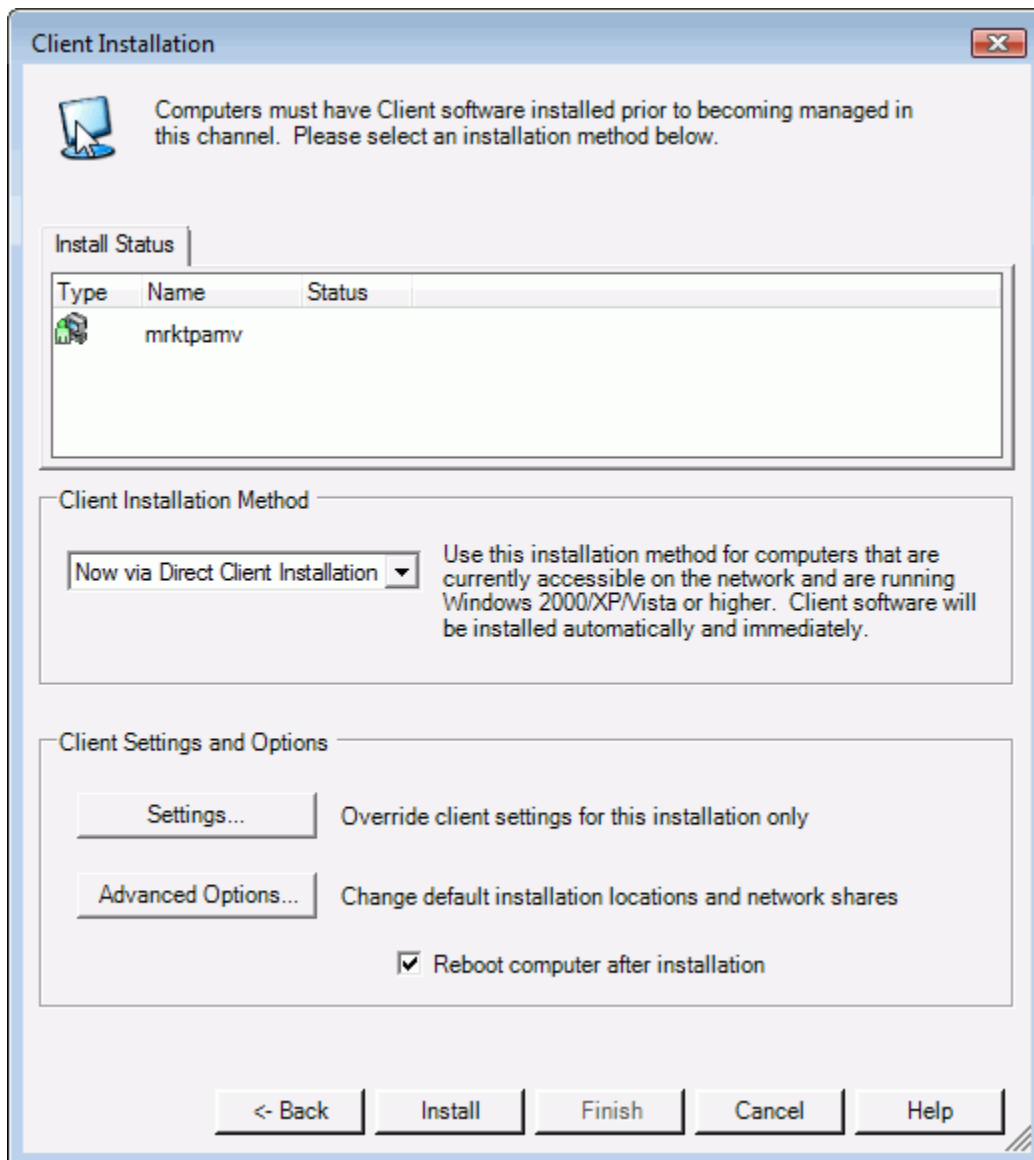 Client Installation
Computers must have Client software installed prior to becoming managed in
this channel.  Please select an installation method below.
Install Status
Type Name Status
mrktpamv
Client Installation Method
Now via Direct Client Installation
Use this installation method for computers that are
currently accessible on the network and are running
Windows 2000/XP/Vista or higher.  Client software will
be installed automatically and immediately.
Client Settings and Options
Settings... Override client settings for this installation only
Advanced Options... Change default installation locations and network shares
Reboot computer after installation
<- Back Install Finish Cancel Help